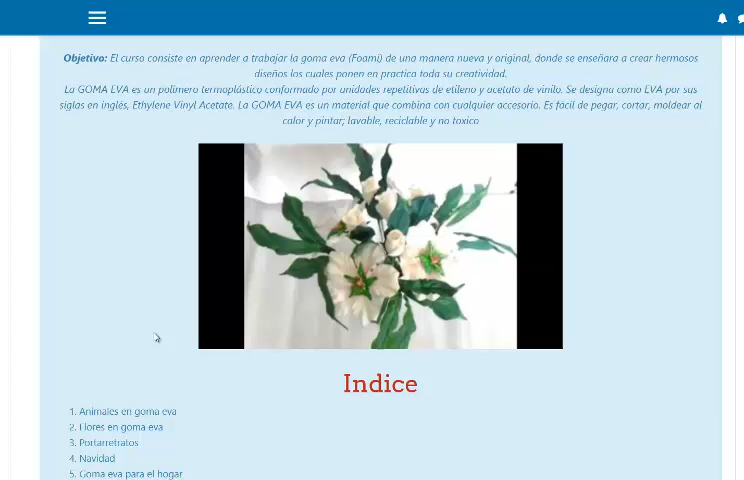 Objetivo: El curso consiste en aprender a trabajar la goma eva (Foami) de una manera nueva y original, donde se enseñara a crear hermosos
diseños los cuales ponen en practica toda su creatividad.
La GOMA EVA es un polímero termoplástico conformado por unidades repetitivas de etileno y acetato de vinilo. Se designa como EVA por sus
siglas en inglés, Ethylene Vinyl Acetate. La GOMA EVA es un material que combina con cualquier accesorio. Es fácil de pegar, cortar, moldear al
calor y pintar; lavable, reciclable y no toxico
Indice
1. Animales en goma eva
2. Flores en goma eva
3. Portarretratos
4. Navidad
5. Goma eva para el hogar